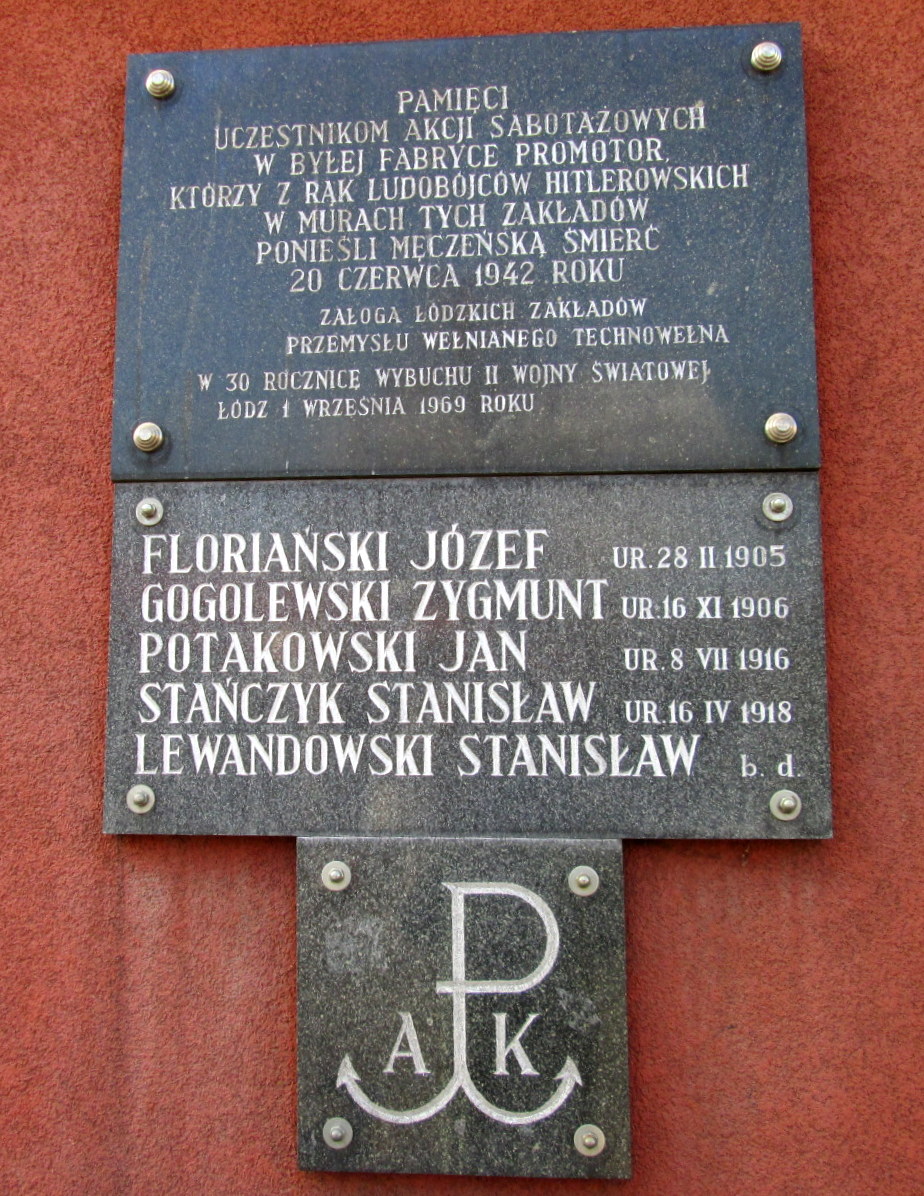 PAMIĘCI
UCZESTNIKOM AKCJI SABOTAŻOWYCH
W BYŁEJ FABRYCE PROMOTOR,
KTÓRZY Z RĄK LUDOBÓJCÓW HITLEROWSKICH
W MURACH TYCH ZAKŁADÓW
PONIEŚLI MĘCZEŃSKĄ ŚMIERĆ
20 CZERWCA 1942 ROKU
ZAŁOGA ŁÓDZKICH ZAKŁADÓW
PRZEMYSŁU WEŁNIANEGO TECHNOWEŁNA
W 30 ROCZNICĘ WYBUCHU II WOJNY ŚWIATOWEJ
ŁÓDZ 1 WRZEŚNIA 1969 ROKU
FLORIAŃSKI JÓZEF UR. 28 II 1905
GOGOLEWSKI ZYGMUNT UR. 16 XI 1906
POTAKOWSKI JAN UR. 8 VII 1916
STAŃCZYK STANISŁAW UR. 16 IV 1918
LEWANDOWSKI STANISŁAW b. d.
P
A K